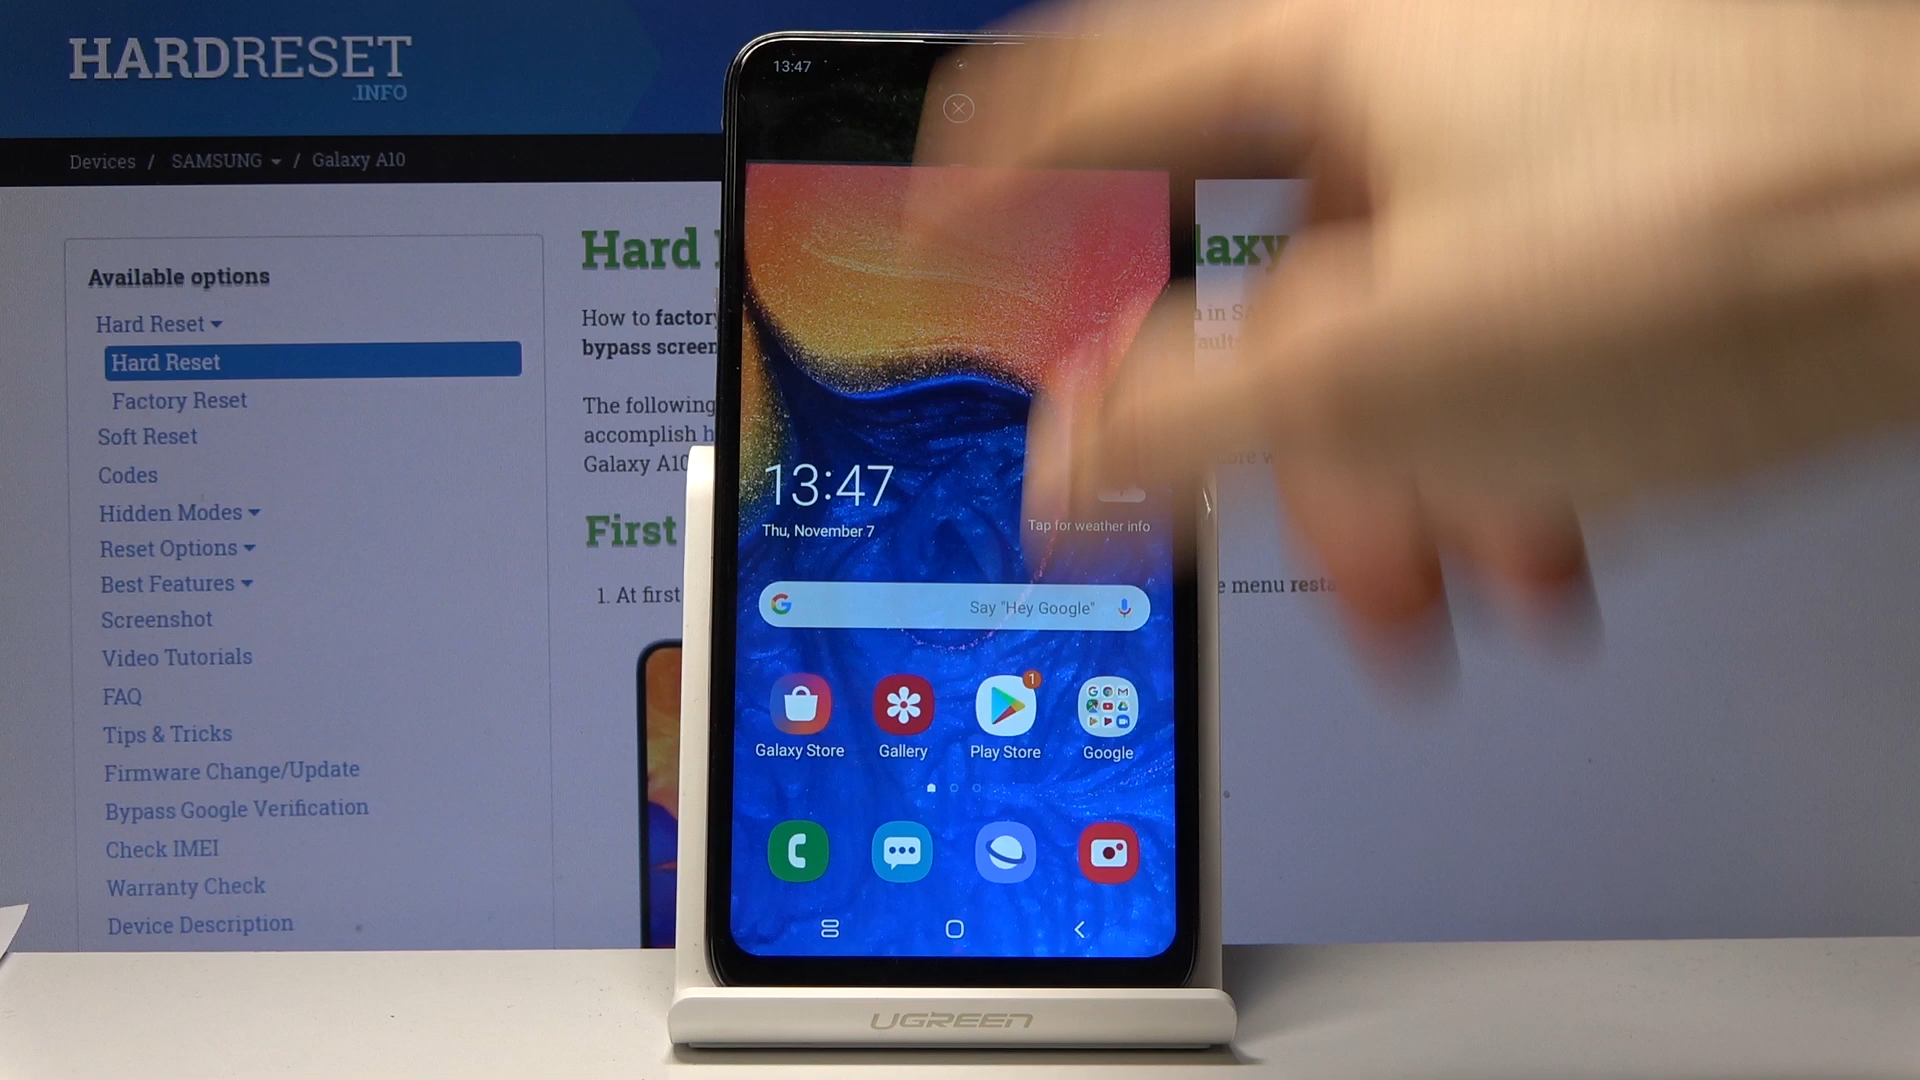 HARDRESET
.INFO
Devices / SAMSUNG / Galaxy A10
Available options
Hard Reset
Hard Reset
Factory Reset
Soft Reset
Codes
Hidden Modes
Reset Options
Best Features
Screenshot
Video Tutorials
FAQ
Tips & Tricks
Firmware Change/Update
Bypass Google Verification
Check IMEI
Warranty Check
Device Description
Hard
How to factory
bypass screen
The following
accomplish
Galaxy A10
First
1. At first
e menu
13:47
13:47
Thu, November 7
Tap for weather info
G
Say "Hey Google"
1
Galaxy Store
Gallery
Play Store
Google
UGREEN